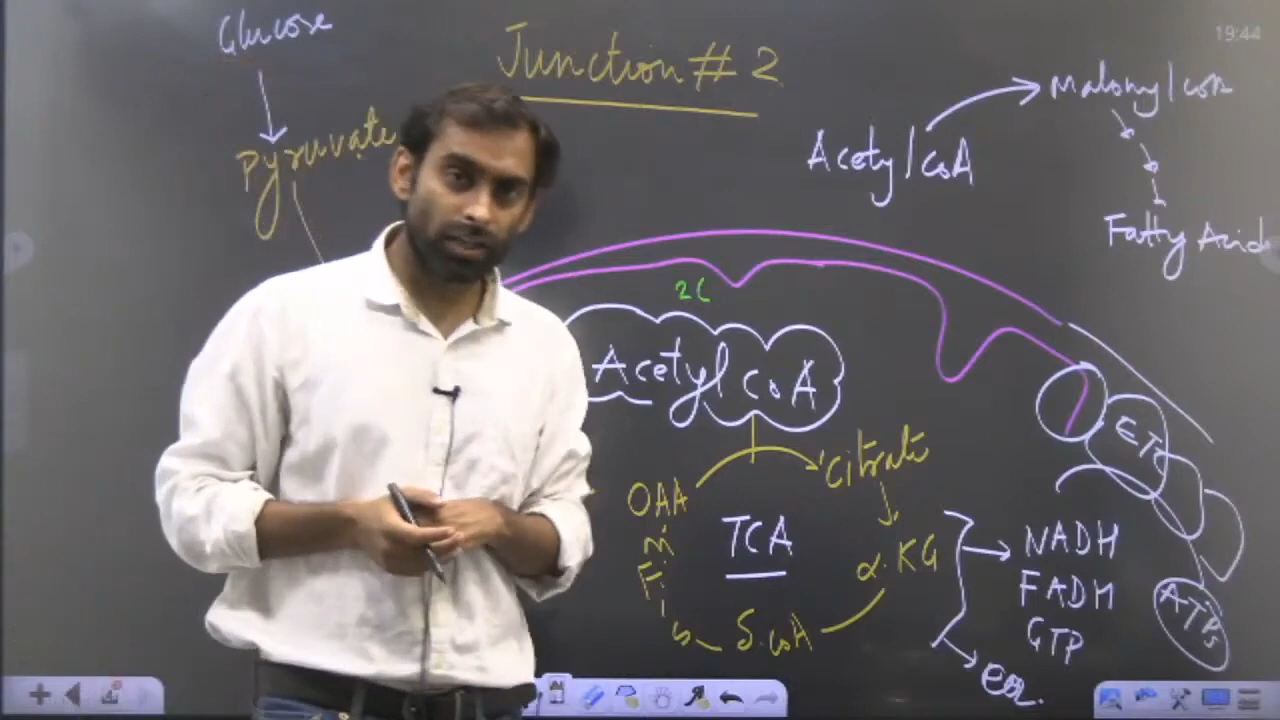 19:44
Glucose
Junction # 2
Malonyl CoA
Pyruvate
Acetyl CoA
Fatty Acid
2C
Acetyl CoA
ETC
OAA
Citrate
TCA
M
α.KG
NADH
F
FADH
ATPs
S
S.CoA
GTP
CO2